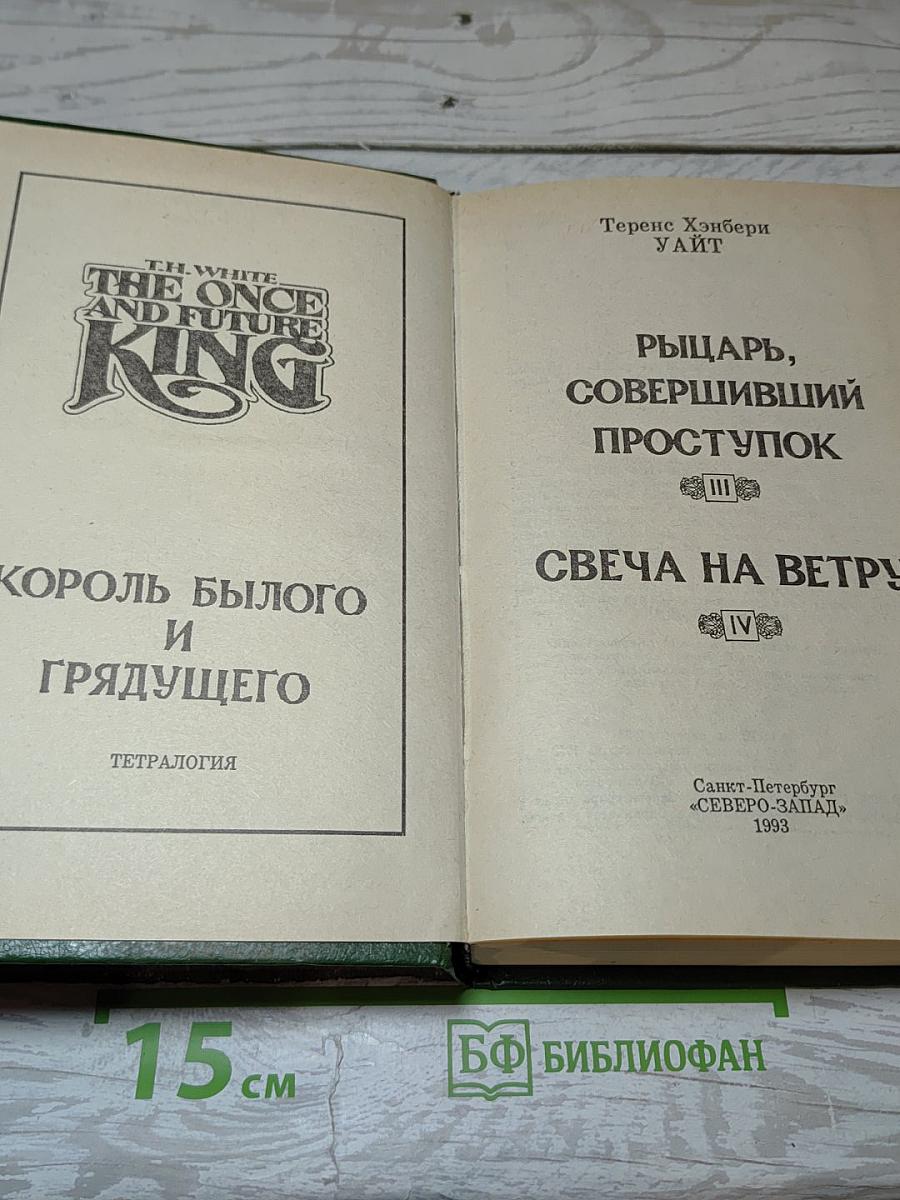 T.H. WHITE
THE ONCE
AND FUTURE
KING
КОРОЛЬ БЫЛОГО
И
ГРЯДУЩЕГО
ТЕТРАЛОГИЯ
Теренс Хэнбери
УАЙТ
РЫЦАРЬ,
СОВЕРШИВШИЙ
ПРОСТУПОК
III
СВЕЧА НА ВЕТРУ
IV
Санкт-Петербург
«СЕВЕРО-ЗАПАД»
1993
15 см
БФ БИБЛИОФАН